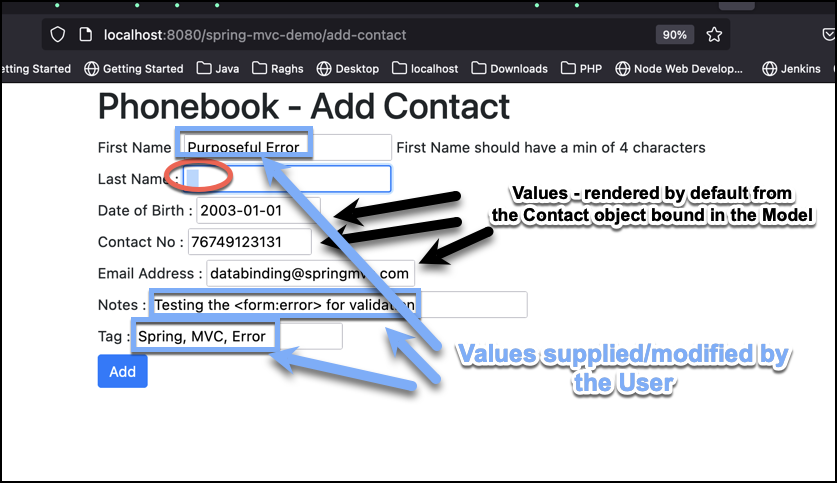 localhost:8080/spring-mvc-demo/add-contact 90%
etting Started Getting Started Java Raghs Desktop localhost Downloads PHP Node Web Develop... Jenkins
Phonebook - Add Contact
First Name Purposeful Error First Name should have a min of 4 characters
Last Name :
Date of Birth : 2003-01-01
Contact No : 76749123131
Email Address : databinding@springmvc.com
Notes : Testing the <form:error> for validation
Tag : Spring, MVC, Error
Add
Values - rendered by default from
the Contact object bound in the Model
Values supplied/modified by
the User